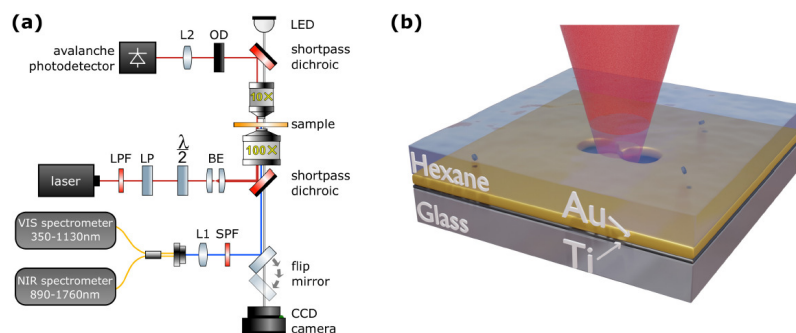 (a)
LED
L2
OD
avalanche
photodetector
shortpass
dichroic
10×
sample
100×
λ
2
LPF
LP
BE
laser
shortpass
dichroic
VIS spectrometer
350-1130nm
L1
SPF
NIR spectrometer
890-1760nm
flip
mirror
CCD
camera
(b)
Hexane
Au
Glass
Ti